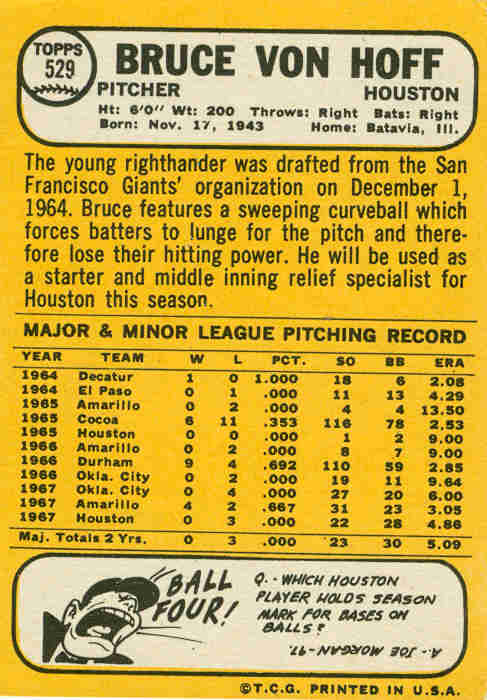 TOPPS
529
BRUCE VON HOFF
PITCHER HOUSTON
Ht: 6'0" Wt: 200 Throws: Right Bats: Right
Born: Nov. 17, 1943 Home: Batavia, Ill.
The young righthander was drafted from the San
Francisco Giants' organization on December 1,
1964. Bruce features a sweeping curveball which
forces batters to lunge for the pitch and there-
fore lose their hitting power. He will be used as
a starter and middle inning relief specialist for
Houston this season.
MAJOR & MINOR LEAGUE PITCHING RECORD
YEAR TEAM W L PCT. SO BB ERA
1964 Decatur 1 0 1.000 18 6 2.08
1964 El Paso 0 1 .000 11 13 4.29
1965 Amarillo 0 2 .000 4 4 13.50
1965 Cocoa 6 11 .353 116 78 2.53
1965 Houston 0 0 .000 1 2 9.00
1966 Amarillo 0 2 .000 8 7 9.00
1966 Durham 9 4 .692 110 59 2.85
1966 Okla. City 0 2 .000 19 11 9.64
1967 Okla. City 0 4 .000 27 20 6.00
1967 Amarillo 4 2 .667 31 23 3.05
1967 Houston 0 3 .000 22 28 4.86
Maj. Totals 2 Yrs. 0 3 .000 23 30 5.09
BALL
FOUR!
Q.- WHICH HOUSTON
PLAYER HOLDS SEASON
MARK FOR BASES ON
BALLS?
A.- JOE MORGAN-97.
©T.C.G. PRINTED IN U.S.A.